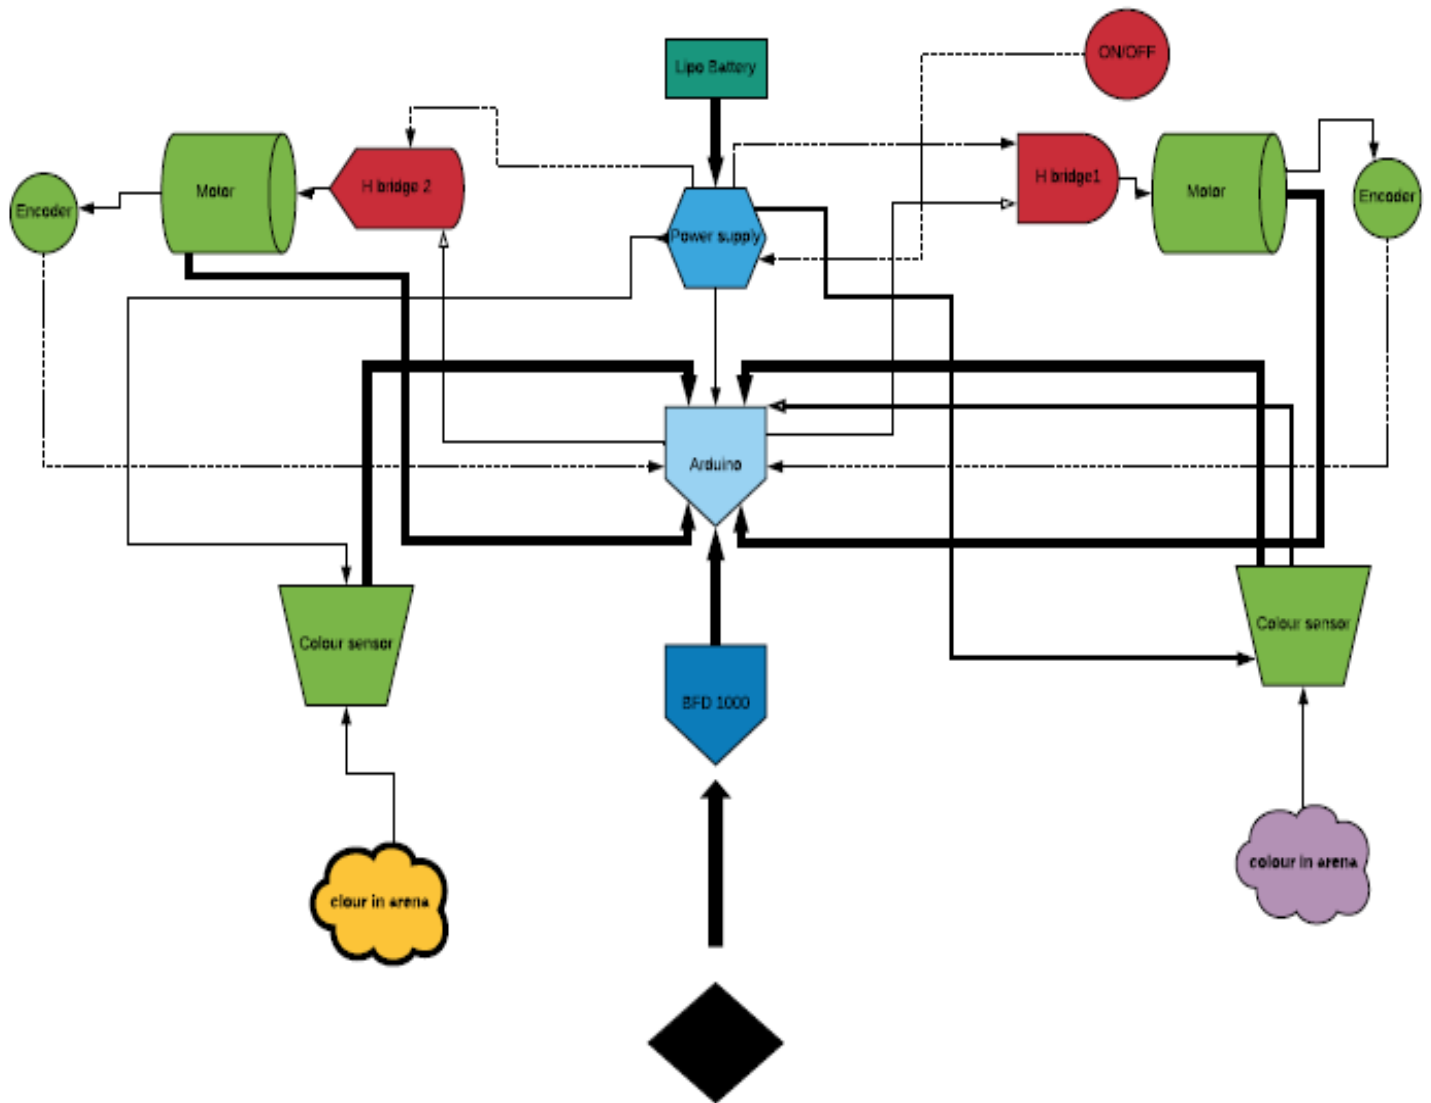 ON/OFF
Lipo Battery
Motor
H bridge 2
H bridge1
Motor
Encoder
Encoder
Power supply
Arduino
Colour sensor
Colour sensor
BFD 1000
colour in arena
clour in arena